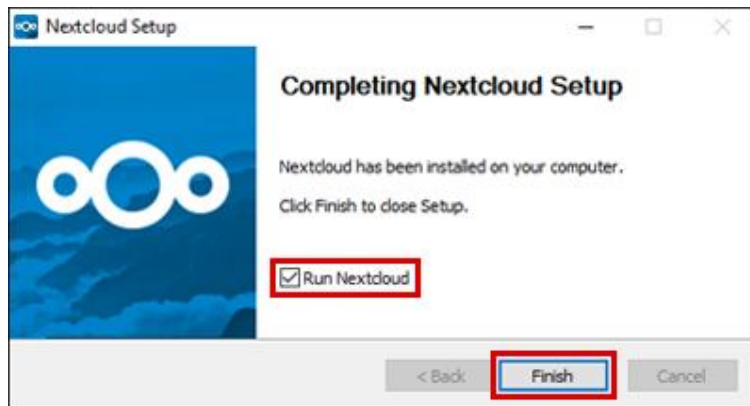 Nextcloud Setup
Completing Nextcloud Setup
Nextcloud has been installed on your computer.
Click Finish to close Setup.
Run Nextcloud
< Back Finish Cancel